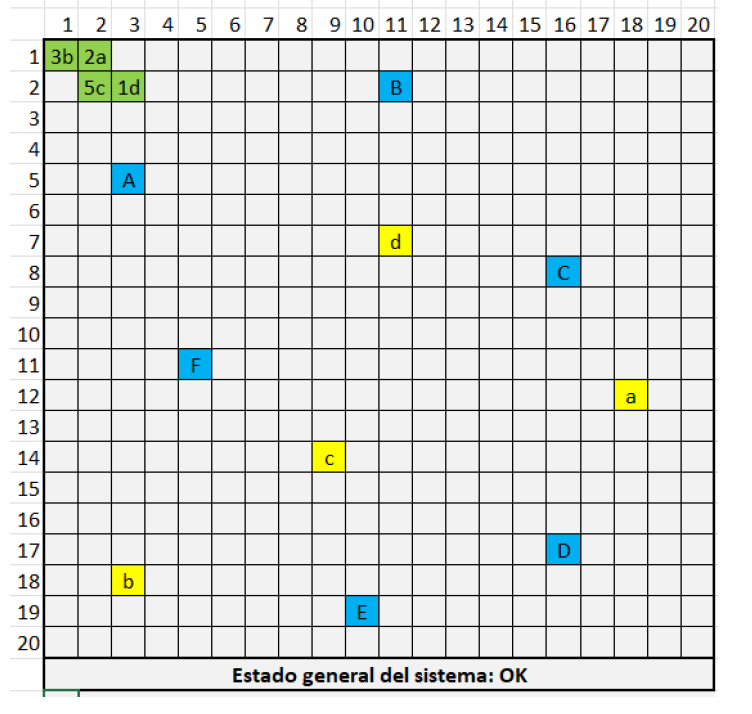 1 2 3 4 5 6 7 8 9 10 11 12 13 14 15 16 17 18 19 20
1 3b 2a
2 5c 1d B
3
4
5 A
6
7 d
8 C
9
10
11 F
12 a
13
14 c
15
16
17 D
18 b
19 E
20
Estado general del sistema: OK